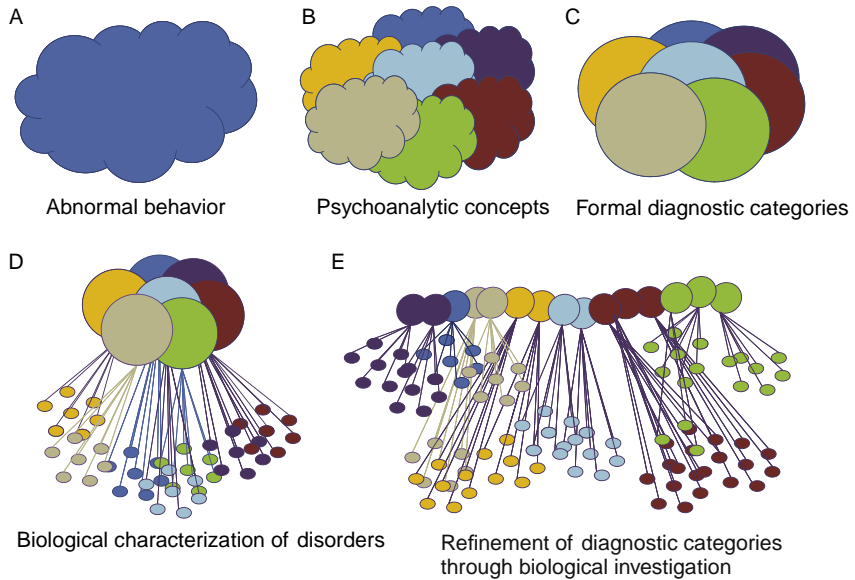 A
B
C
Abnormal behavior
Psychoanalytic concepts
Formal diagnostic categories
D
E
Biological characterization of disorders
Refinement of diagnostic categories
through biological investigation